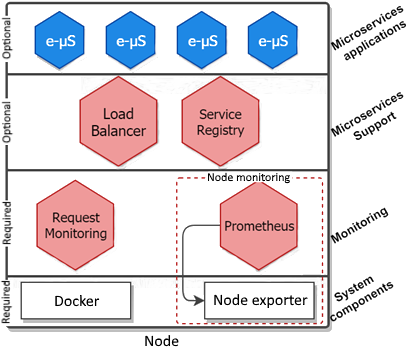 Optional
e-µS
e-µS
e-µS
e-µS
Microservices
applications
Optional
Load
Balancer
Service
Registry
Microservices
Support
Required
Request
Monitoring
Node monitoring
Prometheus
Monitoring
Required
Docker
Node exporter
System
components
Node